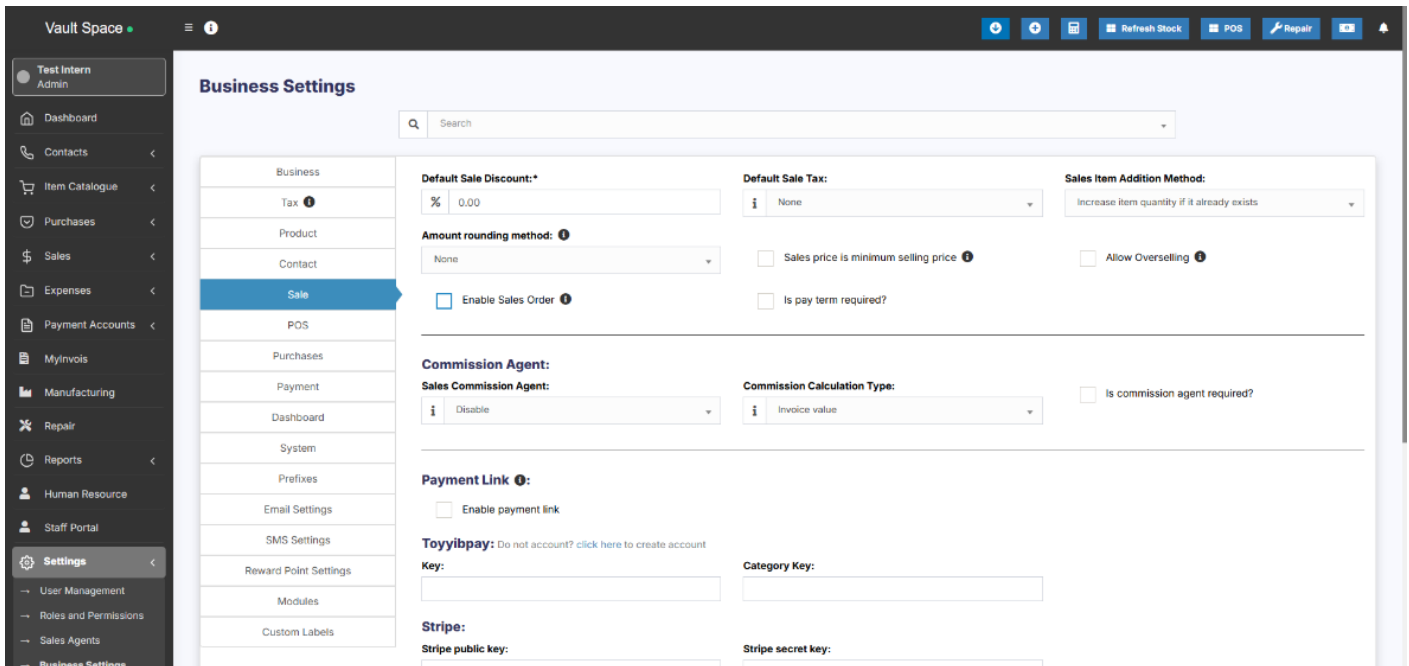 Vault Space
Refresh Stock
POS
Repair
Test Intern
Admin
Dashboard
Contacts
Item Catalogue
Purchases
Sales
Expenses
Payment Accounts
MyInvois
Manufacturing
Repair
Reports
Human Resource
Staff Portal
Settings
User Management
Roles and Permissions
Sales Agents
Business Settings
Business Settings
Search
Business
Tax
Product
Contact
Sale
POS
Purchases
Payment
Dashboard
System
Prefixes
Email Settings
SMS Settings
Reward Point Settings
Modules
Custom Labels
Default Sale Discount:*
% 0.00
Default Sale Tax:
None
Sales Item Addition Method:
Increase item quantity if it already exists
Amount rounding method:
None
Sales price is minimum selling price
Allow Overselling
Enable Sales Order
Is pay term required?
Commission Agent:
Sales Commission Agent:
Disable
Commission Calculation Type:
Invoice value
Is commission agent required?
Payment Link :
Enable payment link
Toyyibpay: Do not account? click here to create account
Key:
Category Key:
Stripe:
Stripe public key:
Stripe secret key: